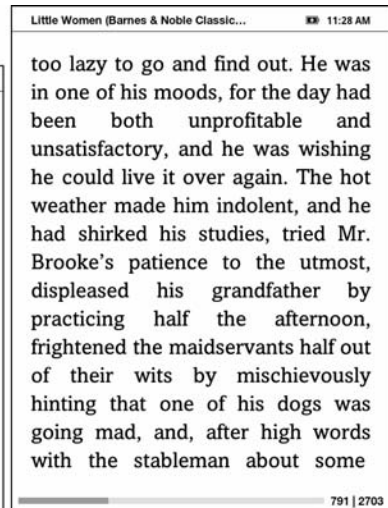 Little Women (Barnes & Noble Classic...
11:28 AM
too lazy to go and find out. He was
in one of his moods, for the day had
been both unprofitable and
unsatisfactory, and he was wishing
he could live it over again. The hot
weather made him indolent, and he
had shirked his studies, tried Mr.
Brooke’s patience to the utmost,
displeased his grandfather by
practicing half the afternoon,
frightened the maidservants half out
of their wits by mischievously
hinting that one of his dogs was
going mad, and, after high words
with the stableman about some
791 | 2703